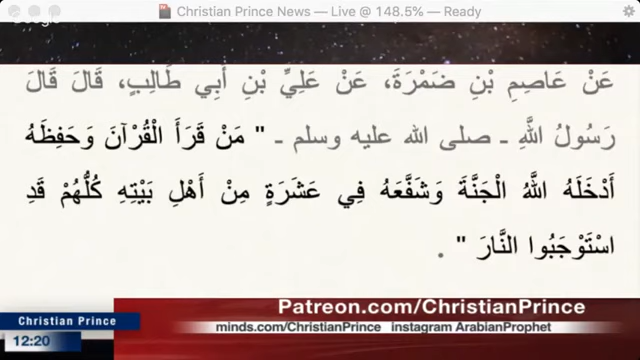 Christian Prince News — Live @ 148.5% — Ready
عَنْ عَاصِمِ بْنِ ضَمْرَةَ، عَنْ عَلِيِّ بْنِ أَبِي طَالِبٍ، قَالَ قَالَ
رَسُولُ اللَّهِ ـ صلى الله عليه وسلم ـ " مَنْ قَرَأَ الْقُرْآنَ وَحَفِظَهُ
أَدْخَلَهُ اللَّهُ الْجَنَّةَ وَشَفَّعَهُ فِي عَشَرَةٍ مِنْ أَهْلِ بَيْتِهِ كُلُّهُمْ قَدِ
اسْتَوْجَبُوا النَّارَ " .
Patreon.com/ChristianPrince
Christian Prince
minds.com/ChristianPrince instagram ArabianProphet
12:20